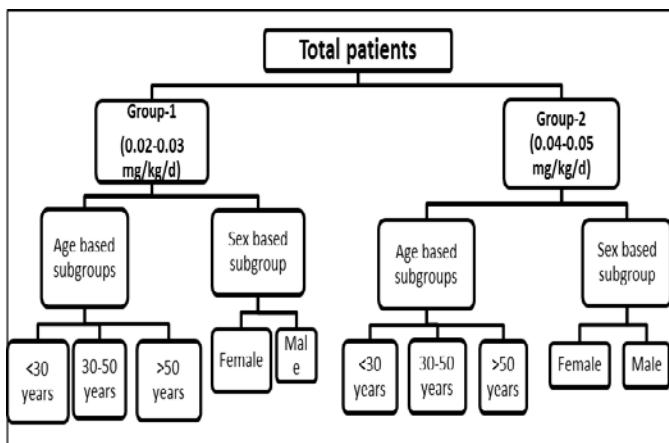 Total patients
Group-1
(0.02-0.03
mg/kg/d)
Group-2
(0.04-0.05
mg/kg/d)
Age based
subgroups
Sex based
subgroup
Age based
subgroups
Sex based
subgroup
<30
years
30-50
years
>50
years
Female
Mal
e
<30
years
30-50
years
>50
years
Female
Male